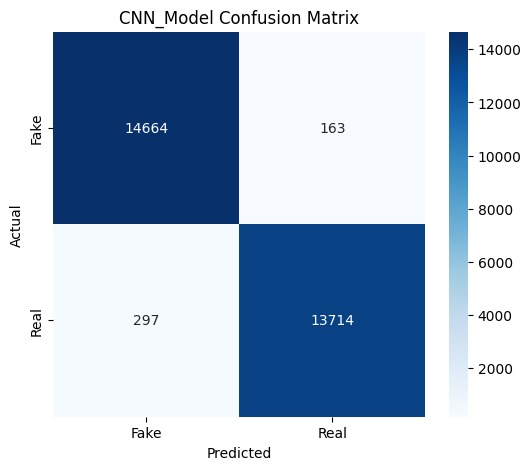 CNN_Model Confusion Matrix
Actual
Fake
14664
163
Real
297
13714
Fake
Real
Predicted
14000
12000
10000
8000
6000
4000
2000